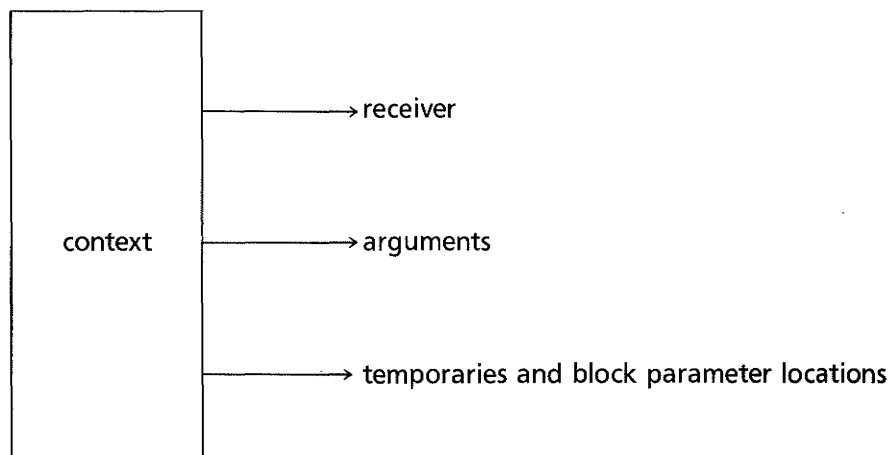 receiver
context
arguments
temporaries and block parameter locations